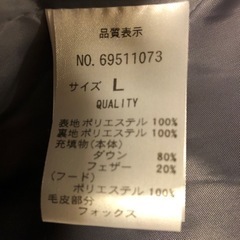 品質表示
NO. 69511073
サイズ L
QUALITY
表地 ポリエステル 100%
裏地 ポリエステル 100%
充填物(本体)
ダウン 80%
フェザー 20%
(フード)
ポリエステル 100%
毛皮部分
フォックス